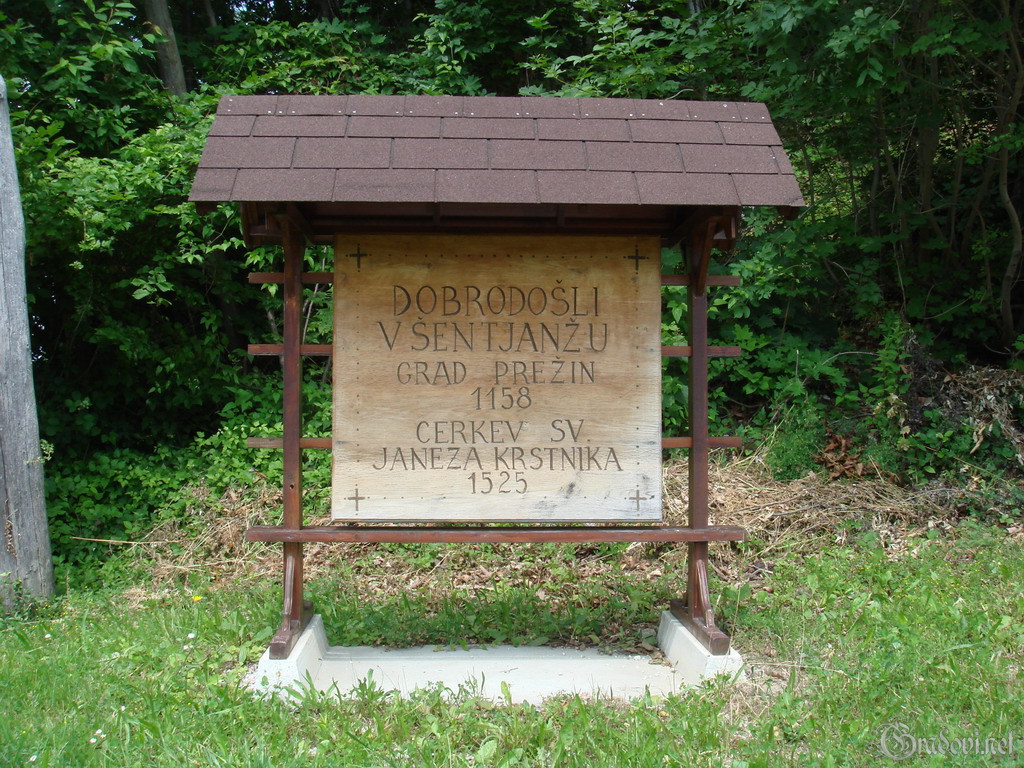 DOBRODOŠLI
V ŠENTJANŽU
GRAD PREŽIN
1158
CERKEV SV.
JANEZA KRSTNIKA
1525
Gradovi.net